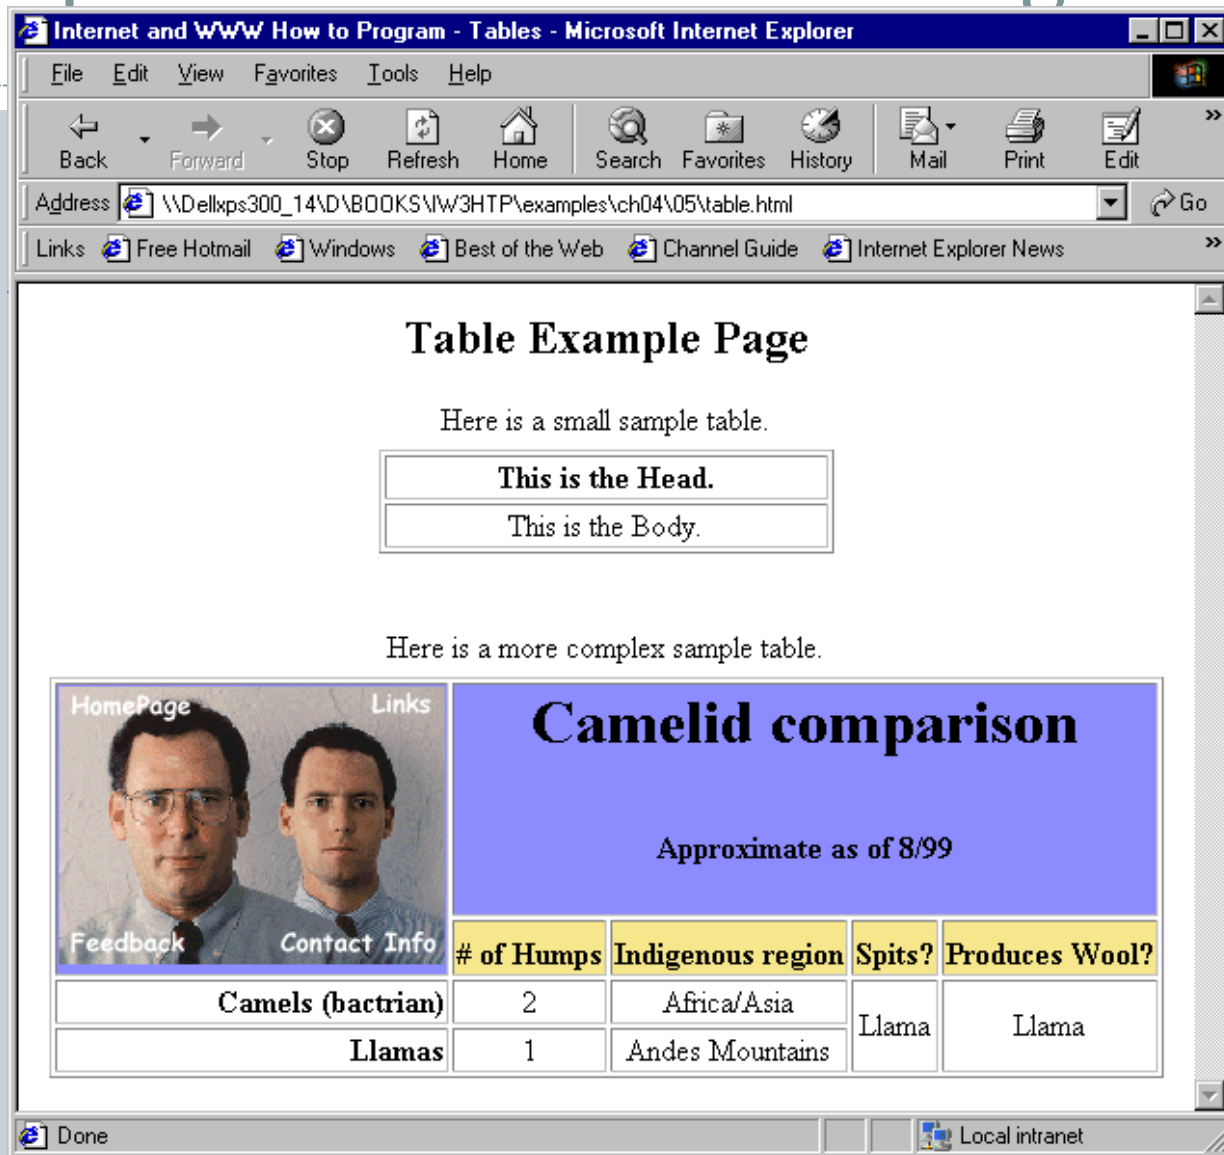 Internet and WWW How to Program - Tables - Microsoft Internet Explorer
File Edit View Favorites Tools Help
Back Forward Stop Refresh Home Search Favorites History Mail Print Edit
Address \\Dellxps300_14\D\BOOKS\IW3HTP\examples\ch04\05\table.html Go
Links Free Hotmail Windows Best of the Web Channel Guide Internet Explorer News
Table Example Page
Here is a small sample table.
This is the Head.
This is the Body.
Here is a more complex sample table.
HomePage Links
Feedback Contact Info
Camelid comparison
Approximate as of 8/99
# of Humps Indigenous region Spits? Produces Wool?
Camels (bactrian) 2 Africa/Asia Llama Llama
Llamas 1 Andes Mountains
Done Local intranet